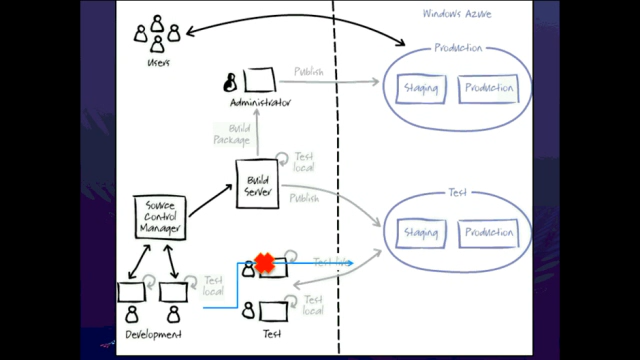 Windows Azure
Users
Production
Staging
Production
Publish
Administrator
Build
Package
Test
local
Build
Server
Publish
Test
Staging
Production
Source
Control
Manager
Test
local
Development
Test
Test
local
Test